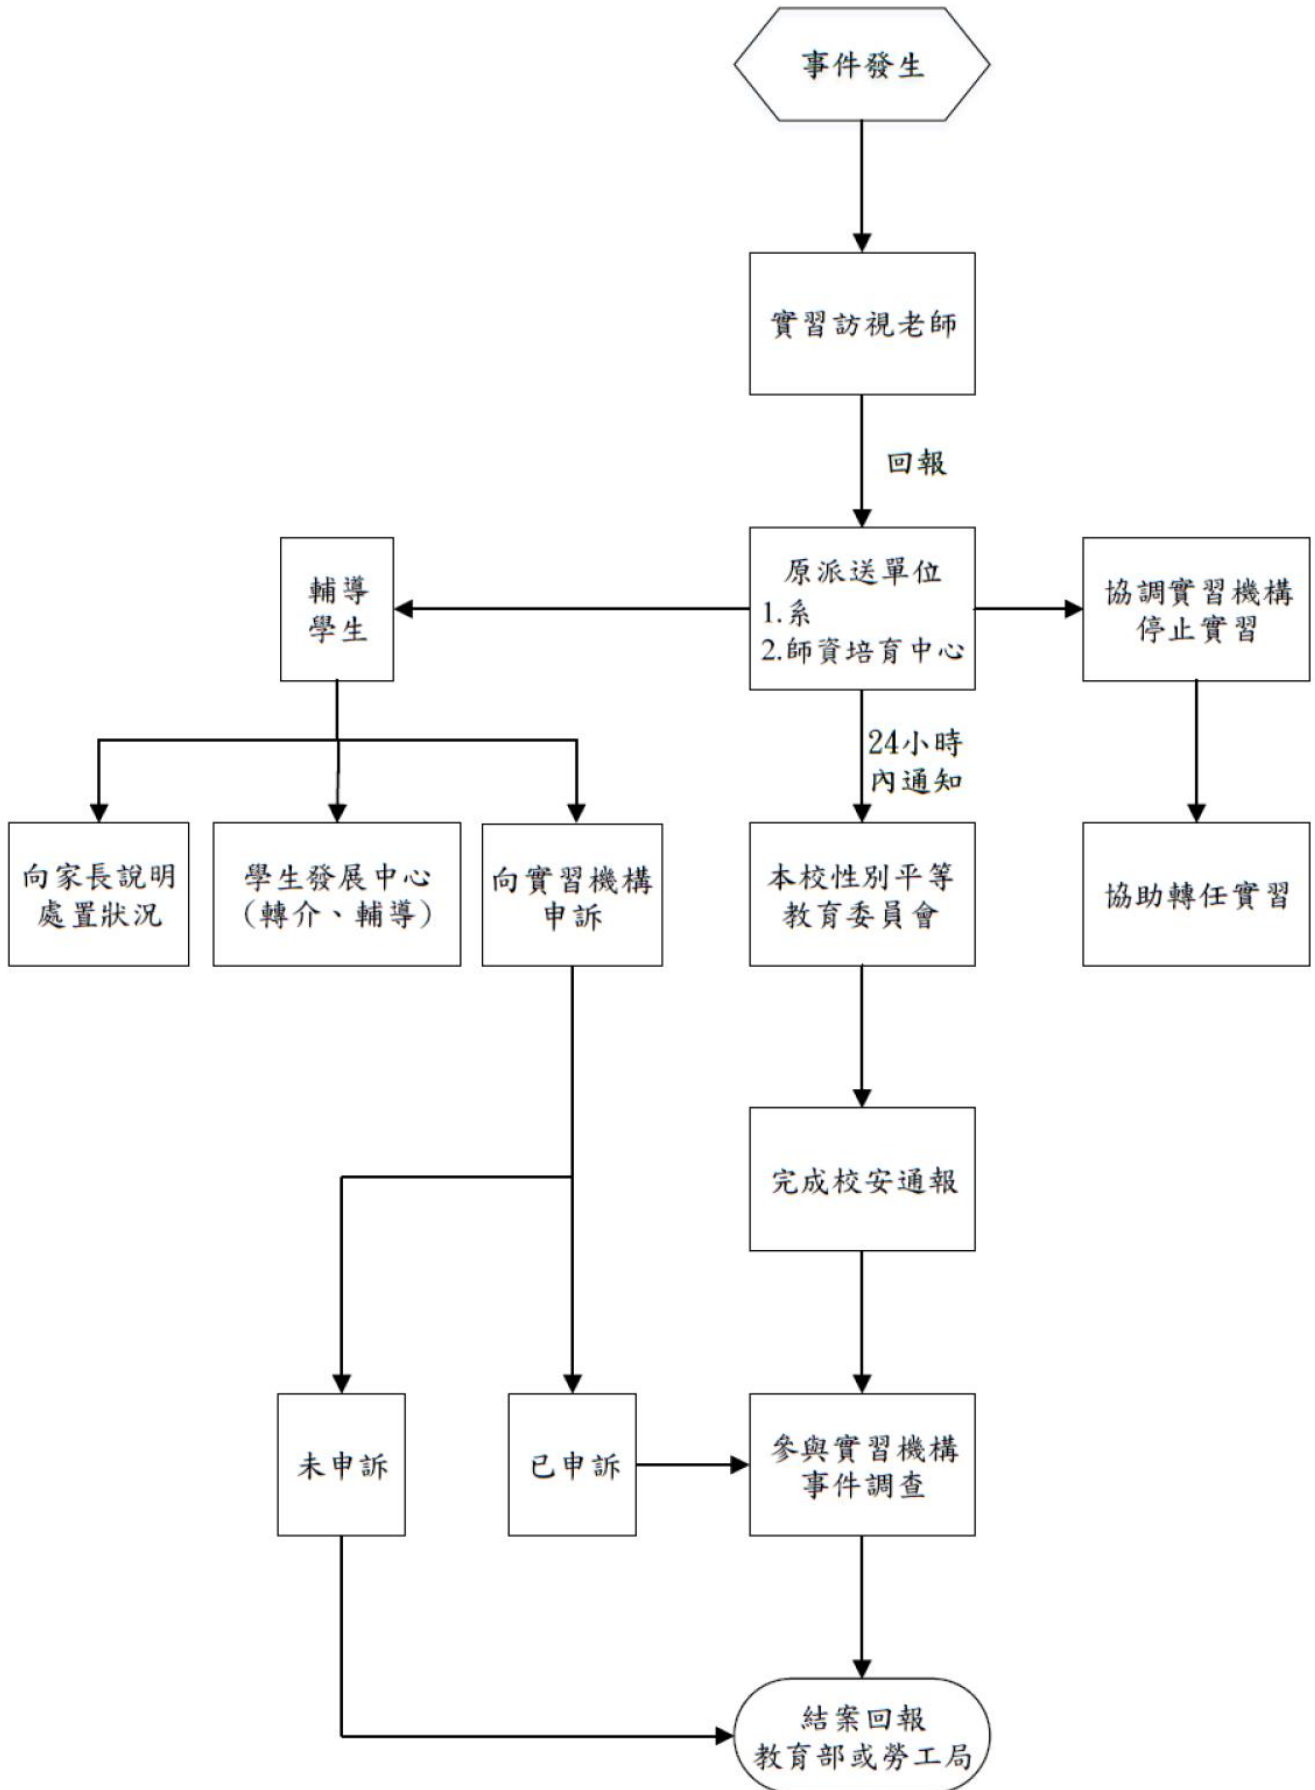 事件發生
實習訪視老師
回報
原派送單位
1.系
2.師資培育中心
輔導
學生
協調實習機構
停止實習
24小時
內通知
向家長說明
處置狀況
學生發展中心
(轉介、輔導)
向實習機構
申訴
本校性別平等
教育委員會
協助轉任實習
完成校安通報
未申訴
已申訴
參與實習機構
事件調查
結案回報
教育部或勞工局